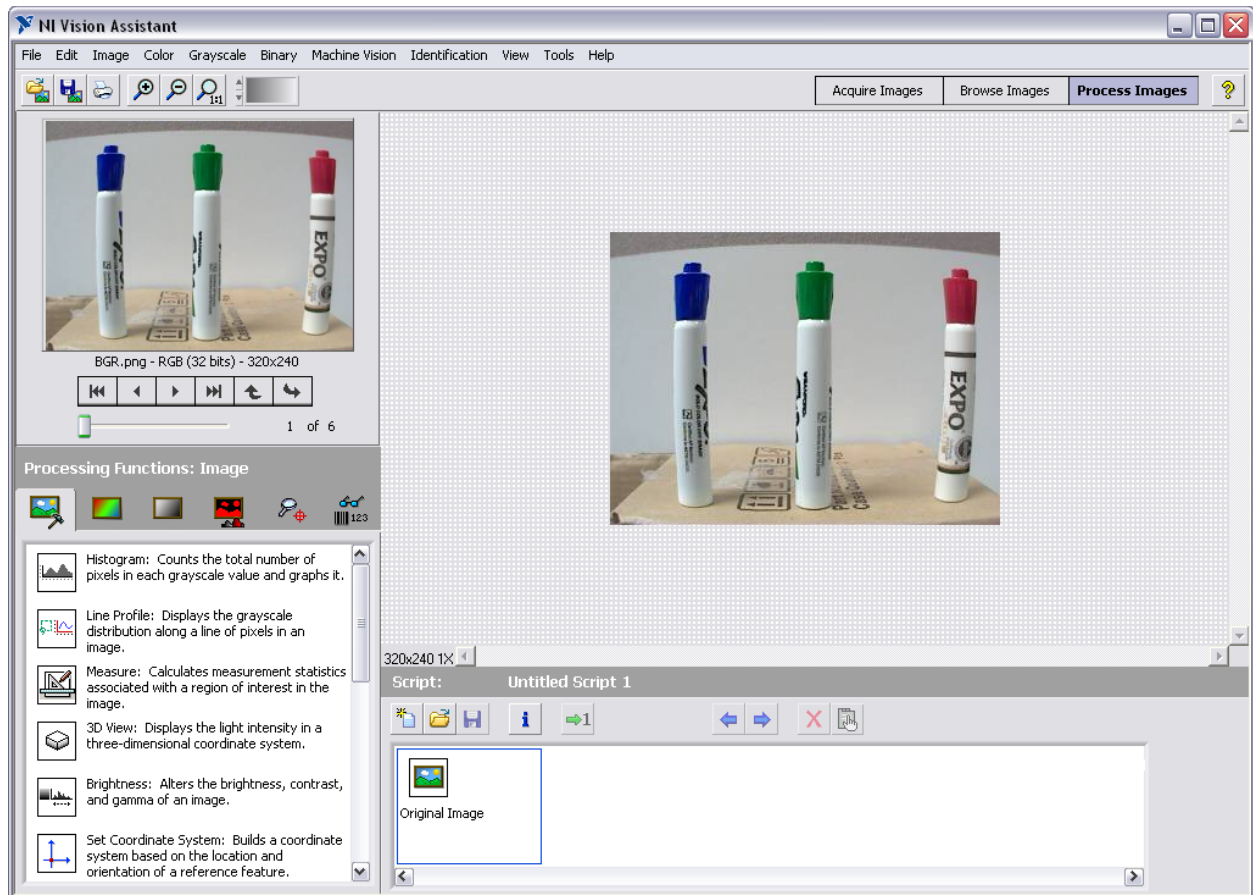 NI Vision Assistant
File Edit Image Color Grayscale Binary Machine Vision Identification View Tools Help
1:1
Acquire Images Browse Images Process Images
EXPO
BGR.png - RGB (32 bits) - 320x240
1 of 6
Processing Functions: Image
123
Histogram: Counts the total number of
pixels in each grayscale value and graphs it.
Line Profile: Displays the grayscale
distribution along a line of pixels in an
image.
Measure: Calculates measurement statistics
associated with a region of interest in the
image.
3D View: Displays the light intensity in a
three-dimensional coordinate system.
Brightness: Alters the brightness, contrast,
and gamma of an image.
Set Coordinate System: Builds a coordinate
system based on the location and
orientation of a reference feature.
EXPO
320x240 1X
Script: Untitled Script 1
1
Original Image